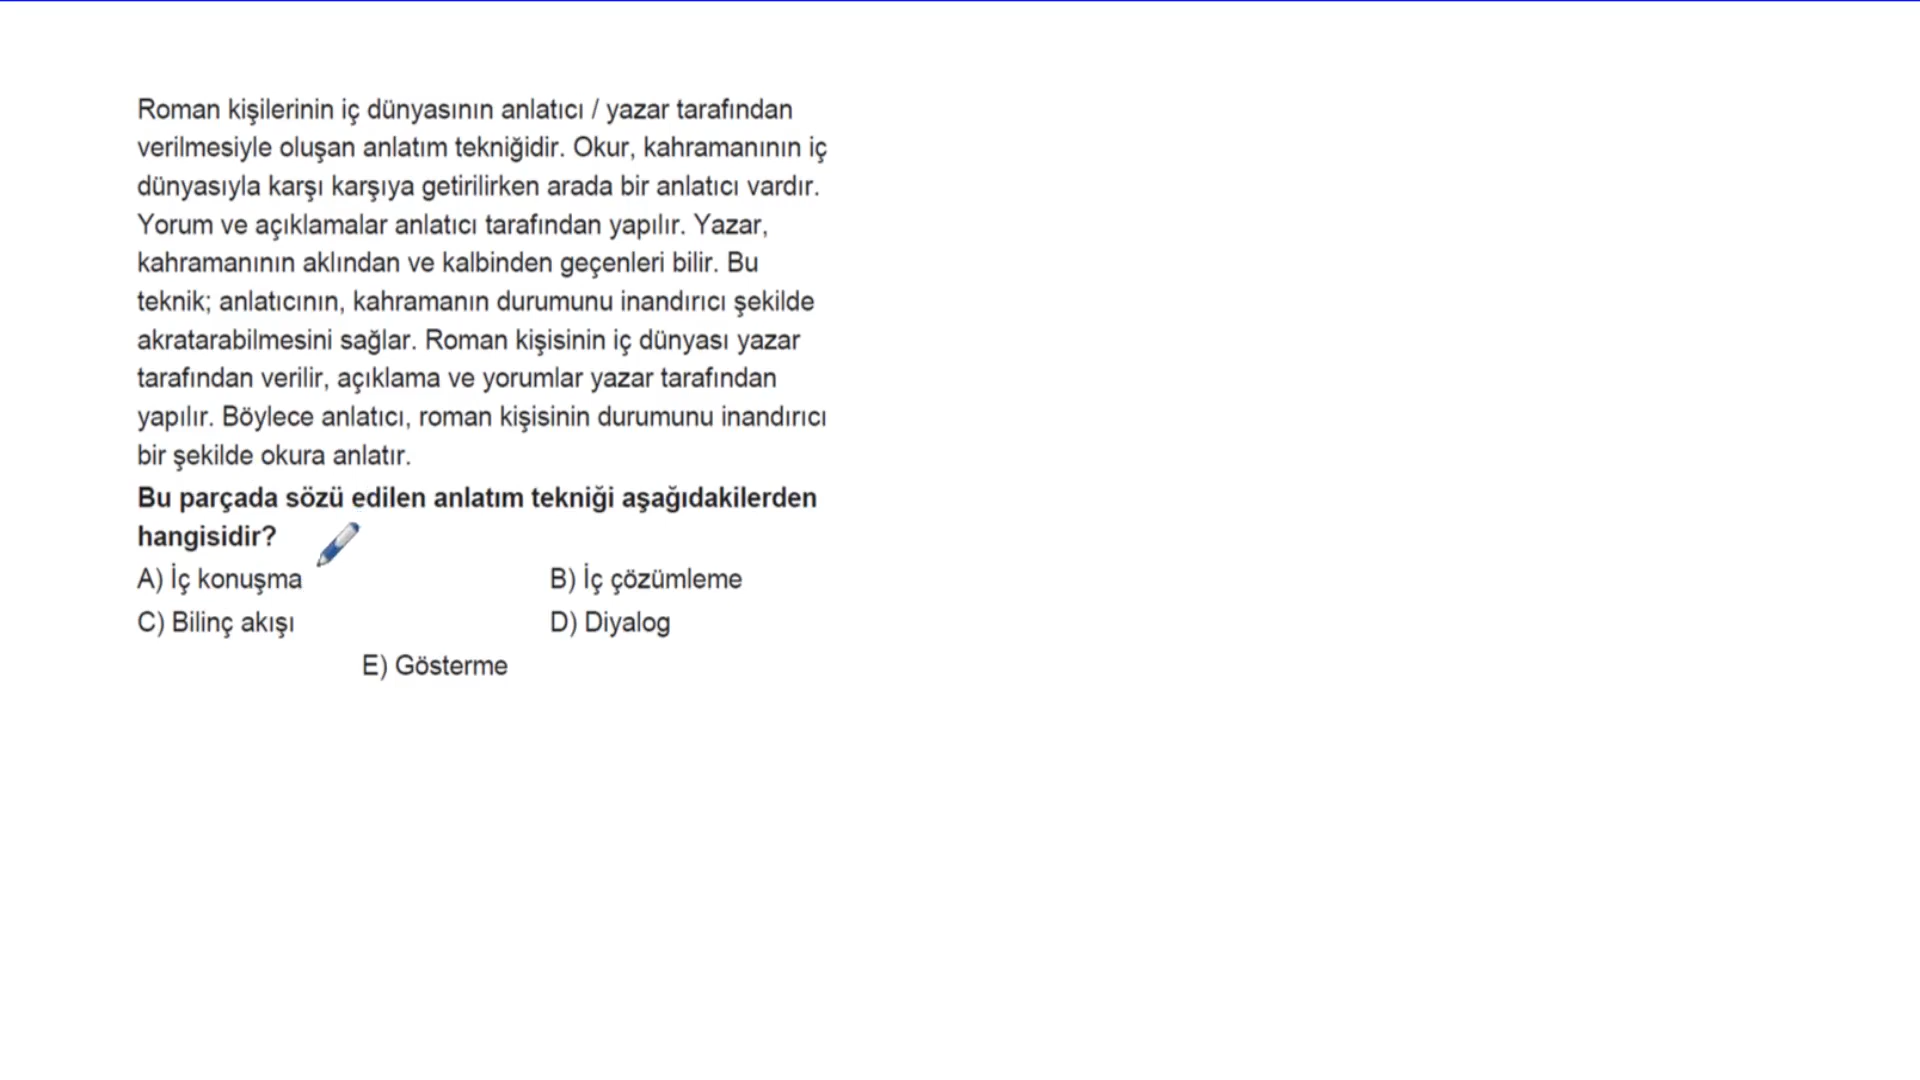 Roman kişilerinin iç dünyasının anlatıcı / yazar tarafından
verilmesiyle oluşan anlatım tekniğidir. Okur, kahramanının iç
dünyasıyla karşı karşıya getirilirken arada bir anlatıcı vardır.
Yorum ve açıklamalar anlatıcı tarafından yapılır. Yazar,
kahramanının aklından ve kalbinden geçenleri bilir. Bu
teknik; anlatıcının, kahramanın durumunu inandırıcı şekilde
akratarabilmesini sağlar. Roman kişisinin iç dünyası yazar
tarafından verilir, açıklama ve yorumlar yazar tarafından
yapılır. Böylece anlatıcı, roman kişisinin durumunu inandırıcı
bir şekilde okura anlatır.
Bu parçada sözü edilen anlatım tekniği aşağıdakilerden
hangisidir?
A) İç konuşma B) İç çözümleme
C) Bilinç akışı D) Diyalog
E) Gösterme